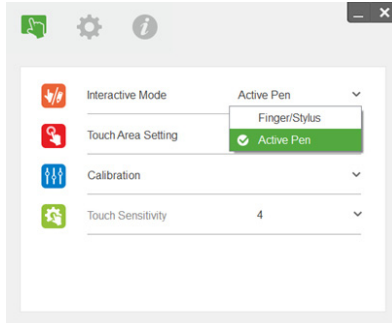 Interactive Mode
Active Pen
Finger/Stylus
Touch Area Setting
Active Pen
Calibration
Touch Sensitivity
4